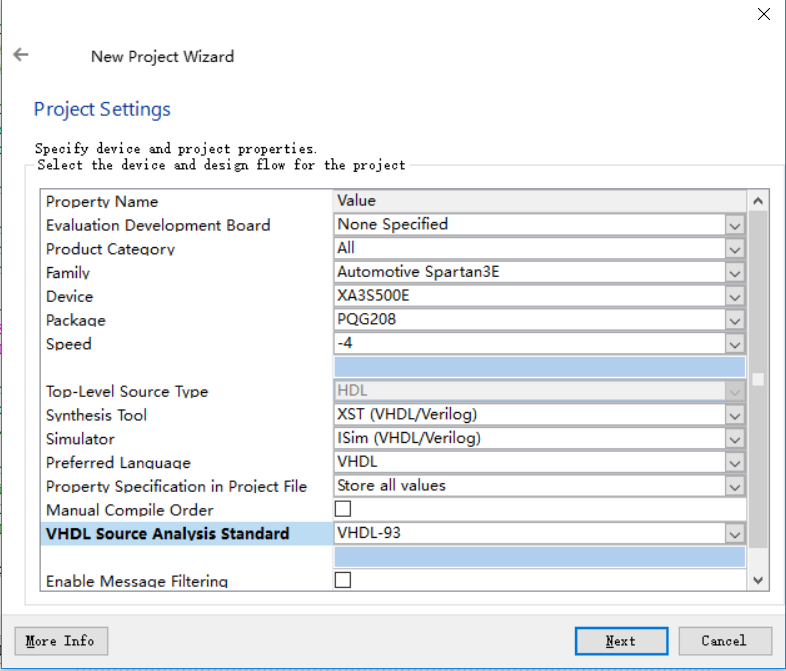 New Project Wizard
Project Settings
Specify device and project properties.
Select the device and design flow for the project
Property Name Value
Evaluation Development Board None Specified
Product Category All
Family Automotive Spartan3E
Device XA3S500E
Package PQG208
Speed -4
Top-Level Source Type HDL
Synthesis Tool XST (VHDL/Verilog)
Simulator ISim (VHDL/Verilog)
Preferred Language VHDL
Property Specification in Project File Store all values
Manual Compile Order
VHDL Source Analysis Standard VHDL-93
Enable Message Filtering
More Info Next Cancel